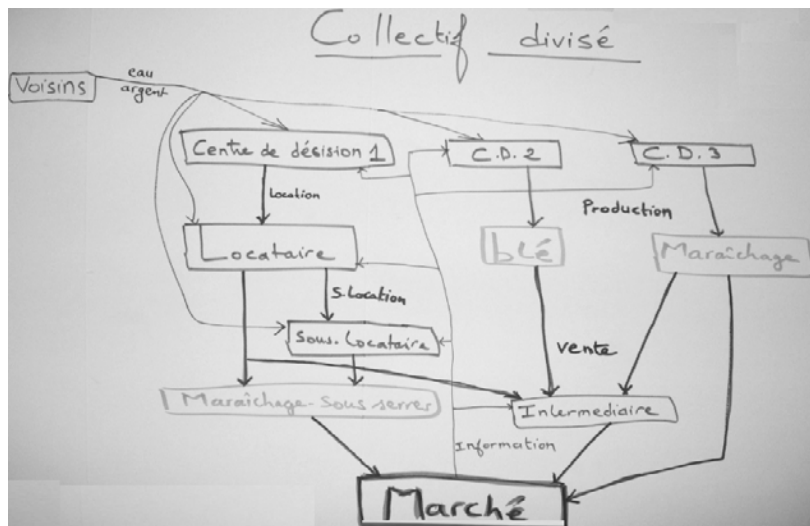 Collectif divisé
Voisins
eau
argent
Centre de désision 1
C.D.2
C.D.3
Location
Production
Locataire
blé
Maraîchage
S.Location
Sous-Locataire
Vente
Maraîchage-Sous serrer
Intermediaire
Information
Marché